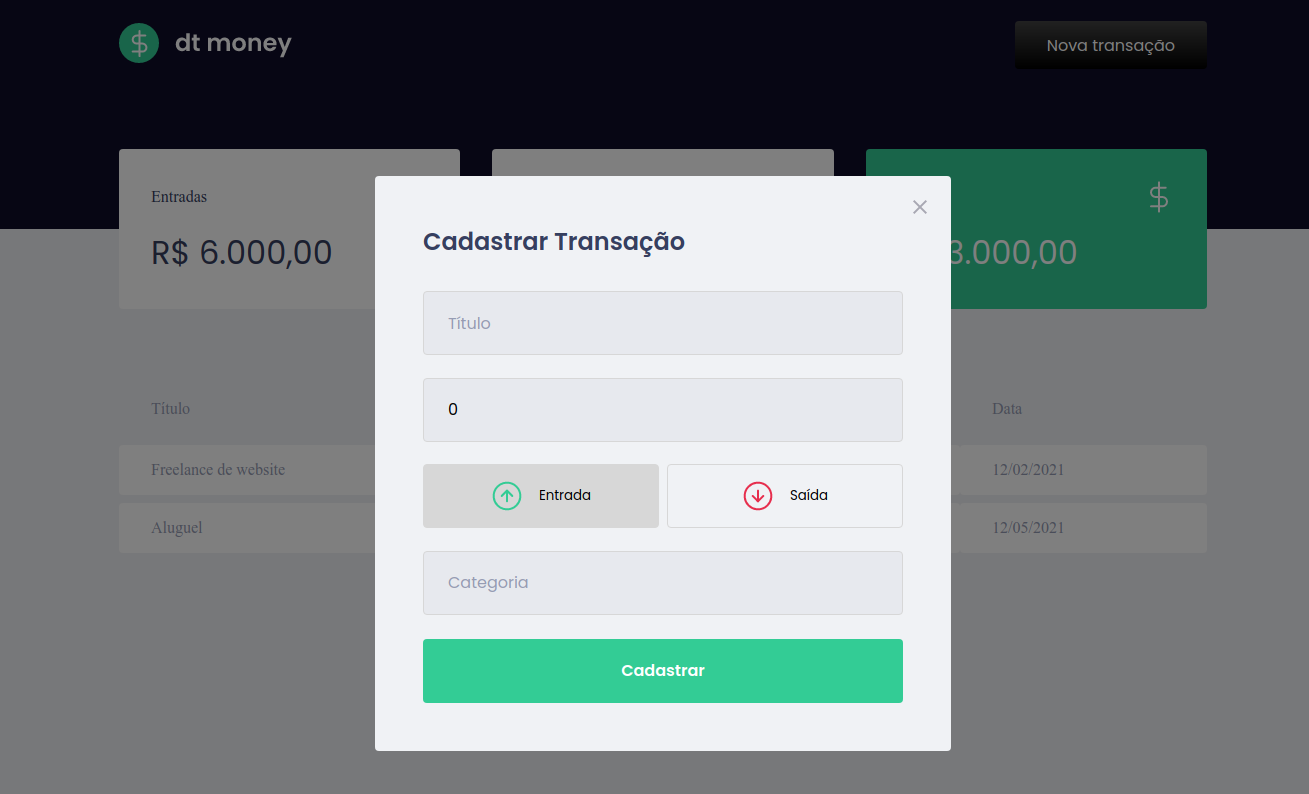 dt money
Nova transação
Entradas
R$ 6.000,00
3.000,00
Cadastrar Transação
Título
0
Entrada
Saída
Categoria
Cadastrar
Título
Data
Freelance de website
12/02/2021
Aluguel
12/05/2021